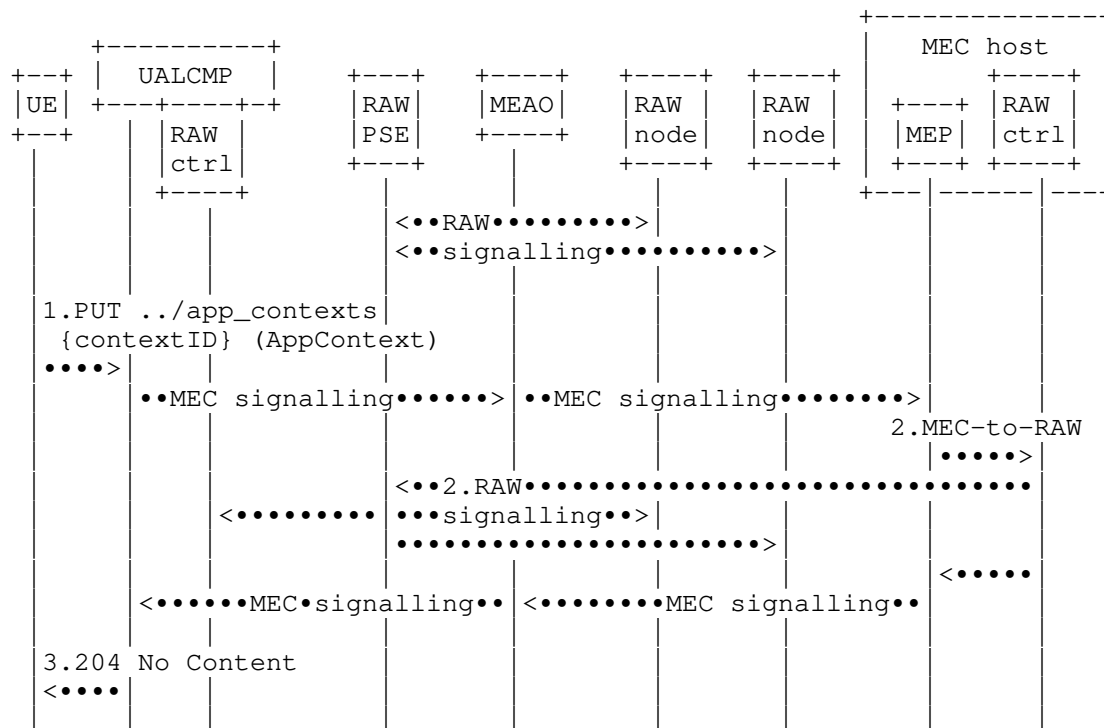 MEC host
UALCMP
UE
RAW ctrl
RAW PSE
MEAO
RAW node
RAW node
MEP
RAW ctrl
RAW
signalling
1.PUT ../app_contexts
{contextID} (AppContext)
MEC signalling
MEC signalling
2.MEC-to-RAW
2.RAW
signalling
MEC signalling
MEC signalling
3.204 No Content